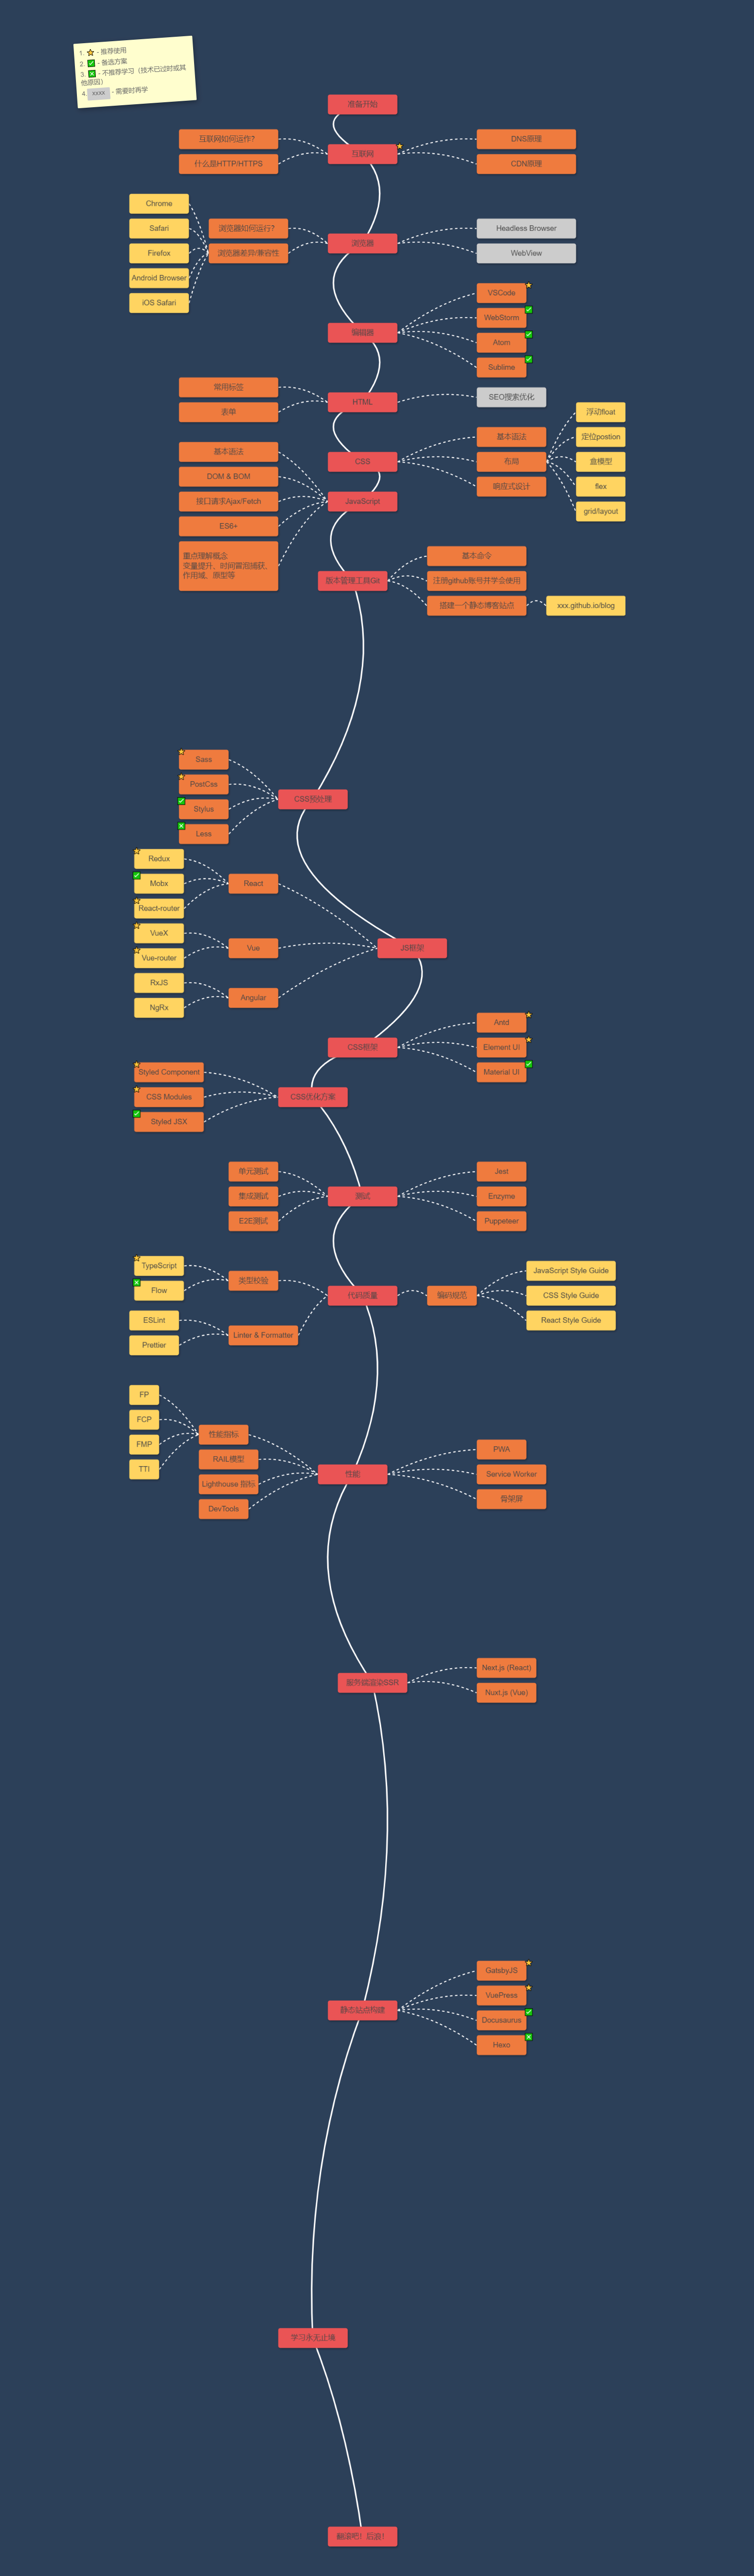 1. - 推荐使用
2. - 备选方案
3. - 不推荐学习（技术已过时或其
他原因）
4. xxxx - 需要时再学
准备开始
互联网如何运作？
什么是HTTP/HTTPS
互联网
DNS原理
CDN原理
Chrome
Safari
Firefox
Android Browser
iOS Safari
浏览器如何运行？
浏览器差异/兼容性
浏览器
Headless Browser
WebView
编辑器
VSCode
WebStorm
Atom
Sublime
常用标签
表单
HTML
SEO搜索优化
CSS
基本语法
布局
响应式设计
浮动float
定位postion
盒模型
flex
grid/layout
基本语法
DOM & BOM
接口请求Ajax/Fetch
ES6+
重点理解概念
变量提升、时间冒泡捕获、
作用域、原型等
JavaScript
版本管理工具Git
基本命令
注册github账号并学会使用
搭建一个静态博客站点
xxx.github.io/blog
Sass
PostCss
Stylus
Less
CSS预处理
Redux
Mobx
React-router
React
VueX
Vue-router
Vue
RxJS
NgRx
Angular
JS框架
CSS框架
Antd
Element UI
Material UI
Styled Component
CSS Modules
Styled JSX
CSS优化方案
单元测试
集成测试
E2E测试
测试
Jest
Enzyme
Puppeteer
TypeScript
Flow
类型校验
ESLint
Prettier
Linter & Formatter
代码质量
编码规范
JavaScript Style Guide
CSS Style Guide
React Style Guide
FP
FCP
FMP
TTI
性能指标
RAIL模型
Lighthouse 指标
DevTools
性能
PWA
Service Worker
骨架屏
服务端渲染SSR
Next.js (React)
Nuxt.js (Vue)
静态站点构建
GatsbyJS
VuePress
Docusaurus
Hexo
学习永无止境
翻滚吧！后浪！